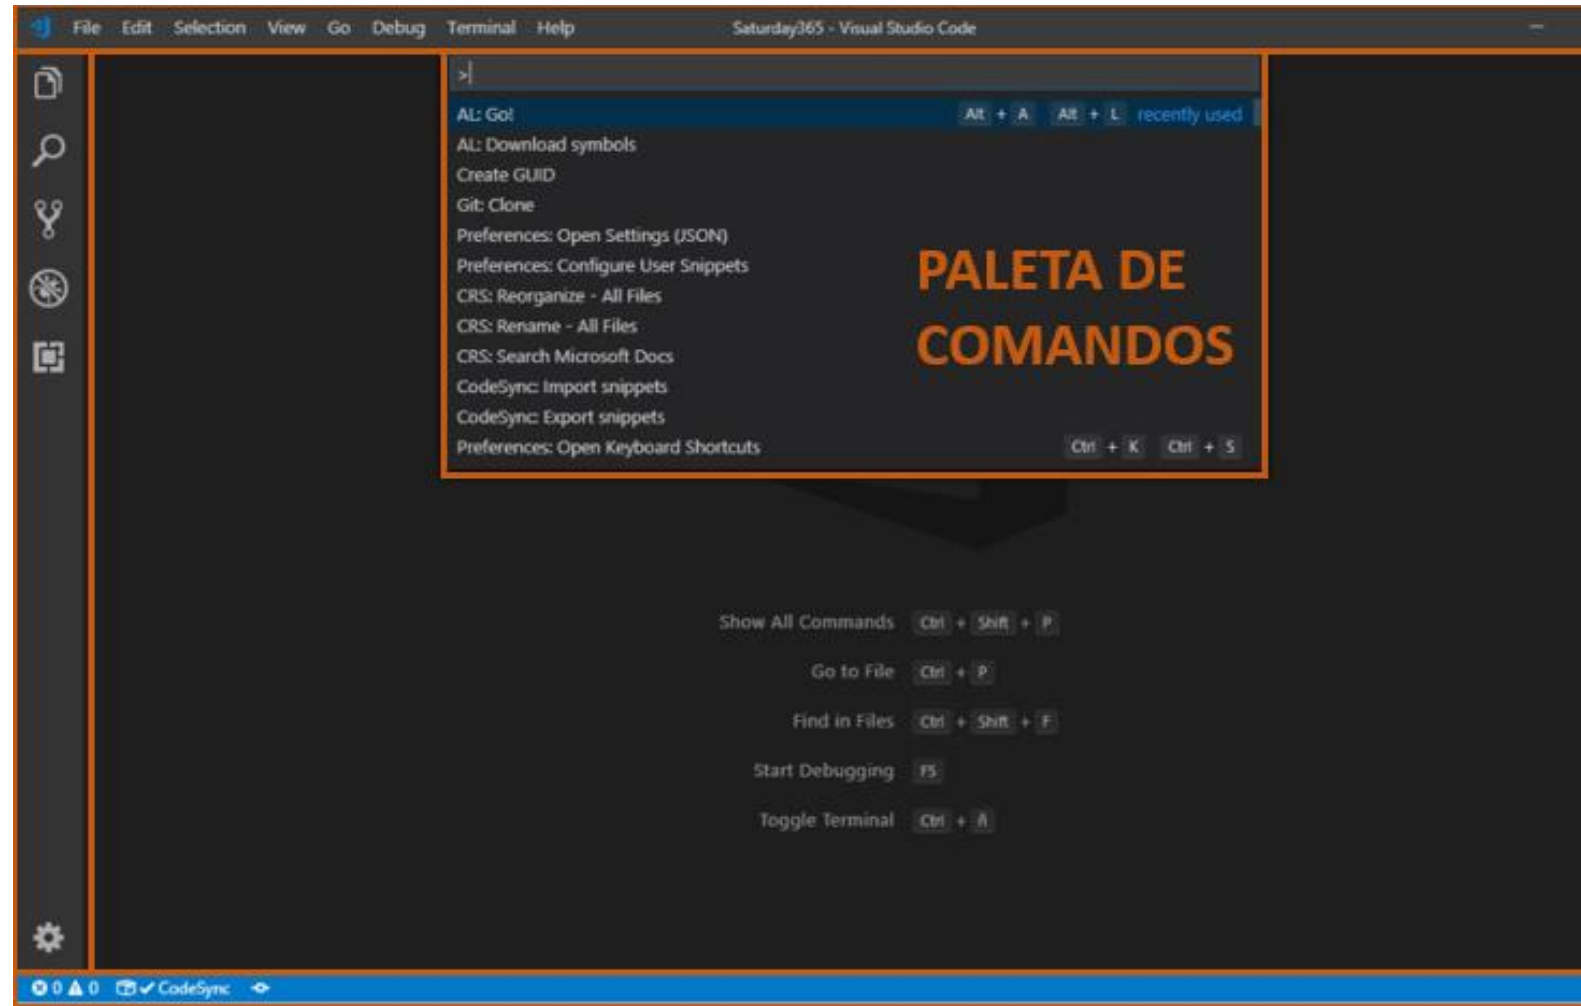 File Edit Selection View Go Debug Terminal Help Saturday365 - Visual Studio Code
>
AL: Go! Alt + A Alt + L recently used
AL: Download symbols
Create GUID
Git: Clone
Preferences: Open Settings (JSON)
Preferences: Configure User Snippets
CRS: Reorganize - All Files
CRS: Rename - All Files
CRS: Search Microsoft Docs
CodeSync: Import snippets
CodeSync: Export snippets
Preferences: Open Keyboard Shortcuts Ctrl + K Ctrl + S
PALETA DE
COMANDOS
Show All Commands Ctrl + Shift + P
Go to File Ctrl + P
Find in Files Ctrl + Shift + F
Start Debugging F5
Toggle Terminal Ctrl + Ñ
0 0 CodeSync